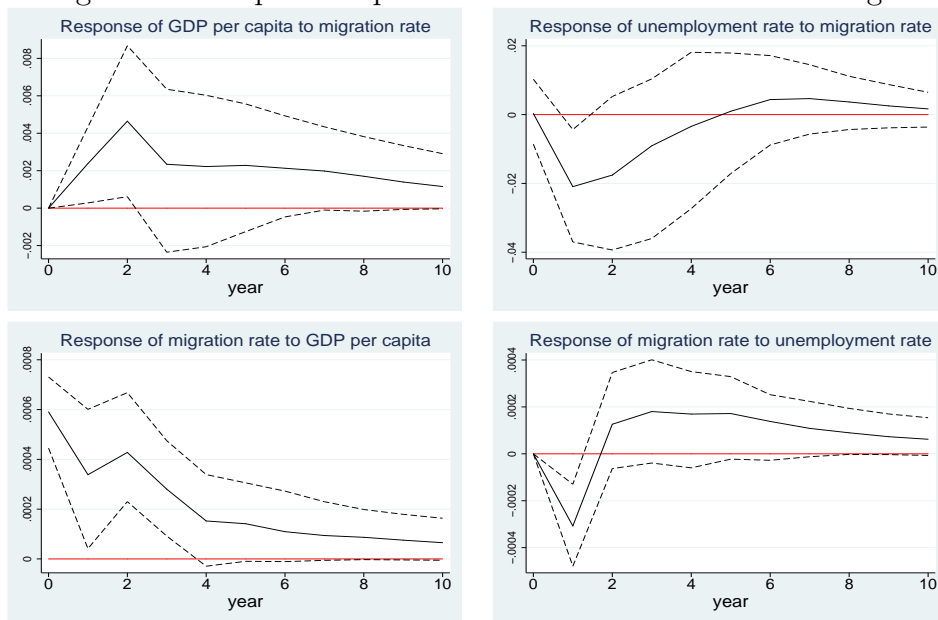 Response of GDP per capita to migration rate
.008
.006
.004
.002
0
-.002
0 2 4 6 8 10
year
Response of unemployment rate to migration rate
.02
0
-.02
-.04
0 2 4 6 8 10
year
Response of migration rate to GDP per capita
.0008
.0006
.0004
.0002
0
0 2 4 6 8 10
year
Response of migration rate to unemployment rate
.0004
.0002
0
-.0002
-.0004
0 2 4 6 8 10
year